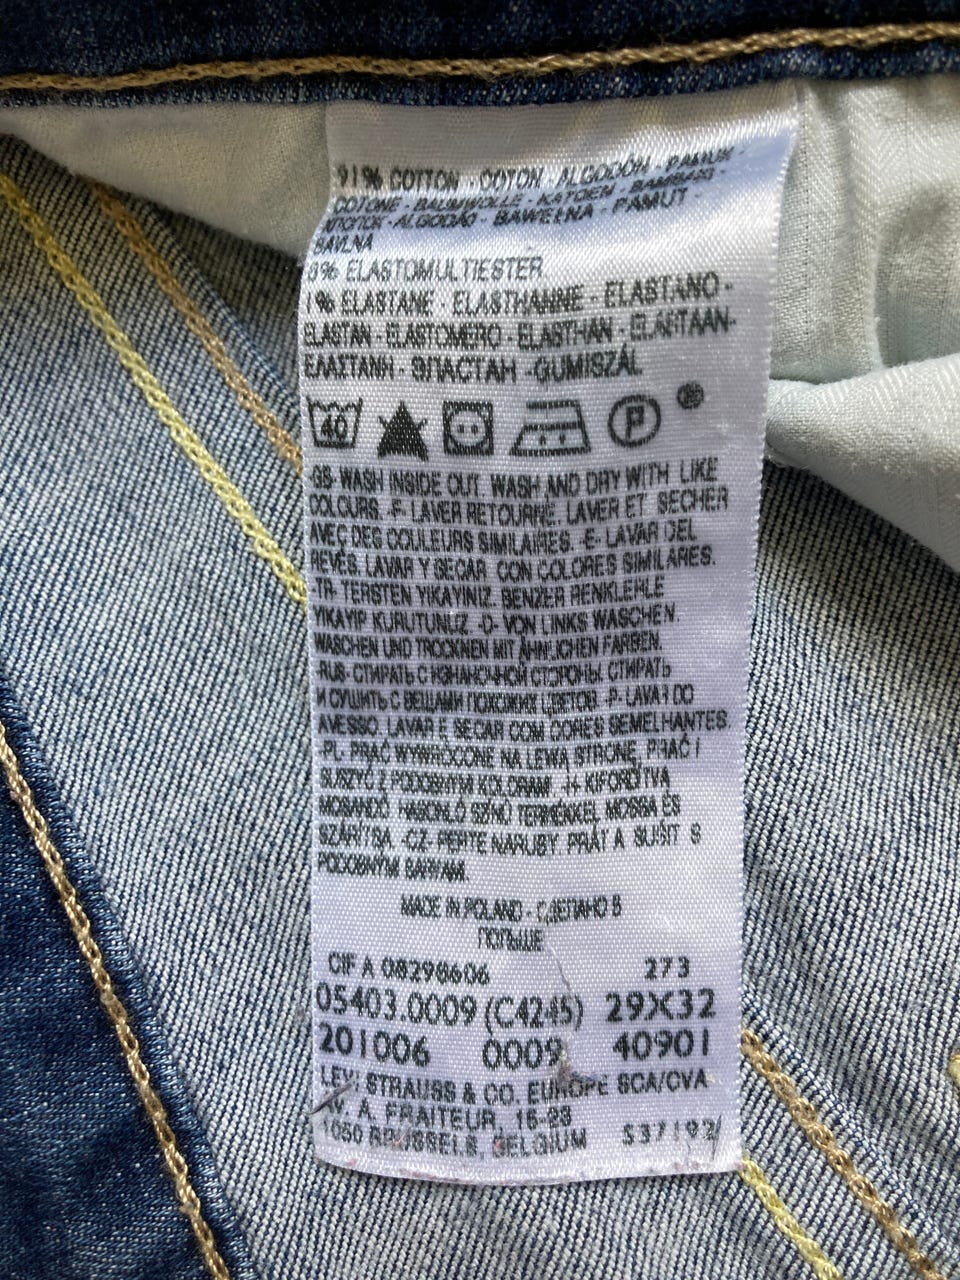 91% COTTON - COTON - ALGODÓN - PAMUK -
COTONE - BAUMWOLLE - KATOEN - BAMBAKI -
ХЛОПОК - ALGODÃO - BAWEŁNA - PAMUT -
BAVLNA
8% ELASTOMULTIESTER
1% ELASTANE - ELASTHANNE - ELASTANO -
ELASTAN - ELASTOMERO - ELASTHAN - ELASTAAN-
ΕΛΑΣΤΑΝΗ - ЭЛАСТАН -GUMISZÁL
40 P ®
-GB- WASH INSIDE OUT. WASH AND DRY WITH LIKE
COLOURS. -F- LAVER RETOURNÉ. LAVER ET SECHER
AVEC DES COULEURS SIMILAIRES. -E- LAVAR DEL
REVÉS. LAVAR Y SECAR CON COLORES SIMILARES.
TR- TERSTEN YIKAYINIZ. BENZER RENKLERLE
YIKAYIP KURUTUNUZ. -D- VON LINKS WASCHEN.
WASCHEN UND TROCKNEN MIT ÄHNLICHEN FARBEN.
-RUS- СТИРАТЬ С ИЗНАНОЧНОЙ СТОРОНЫ. СТИРАТЬ
И СУШИТЬ С ВЕЩАМИ ПОХОЖИХ ЦВЕТОВ. -P- LAVAR DO
AVESSO. LAVAR E SECAR COM CORES SEMELHANTES.
-PL- PRAĆ WYWRÓCONE NA LEWĄ STRONĘ. PRAĆ I
SUSZYĆ Z PODOBNYM KOLORAMI. -H- KIFORDÍTVA
MOSANDÓ. HASONLÓ SZÍNŰ TERMÉKKEL MOSSA ÉS
SZÁRÍTSA. -CZ- PERTE NARUBY. PRÁT A SUŠIT S
PODOBNÝM BARVAM.
MADE IN POLAND - СДЕЛАНО В
ПОЛЬШЕ
CIF A 08298606 273
05403.0009 (C4245) 29X32
201006 0009 40901
LEVI STRAUSS & CO. EUROPE SCA/CVA
AV. A. FRAITEUR, 15-23
1050 BRUSSELS, BELGIUM